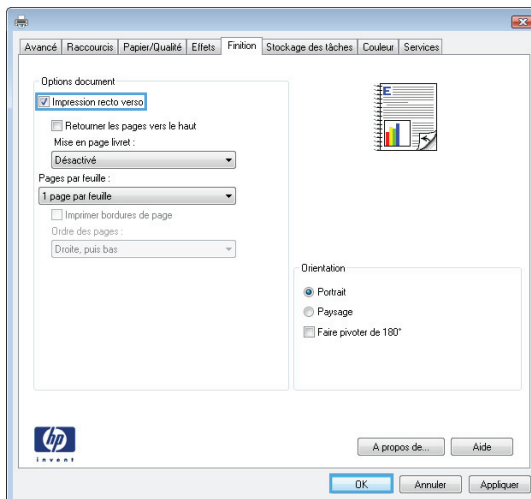 Avancé Raccourcis Papier/Qualité Effets Finition Stockage des tâches Couleur Services
Options document
Impression recto verso
Retourner les pages vers le haut
Mise en page livret :
Désactivé
Pages par feuille :
1 page par feuille
Imprimer bordures de page
Ordre des pages :
Droite, puis bas
E
Orientation
Portrait
Paysage
Faire pivoter de 180°
hp
invent
A propos de... Aide
OK Annuler Appliquer